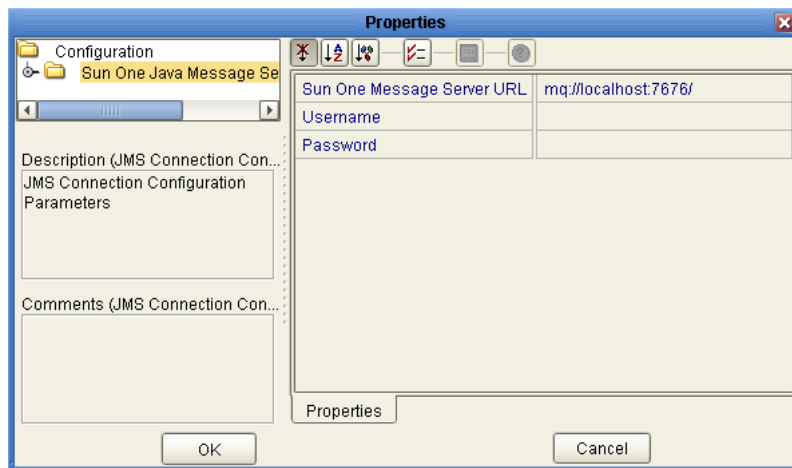 Properties
Configuration
Sun One Java Message Se
Sun One Message Server URL mq://localhost:7676/
Username
Password
Description (JMS Connection Con...
JMS Connection Configuration
Parameters
Comments (JMS Connection Con...
Properties
OK Cancel